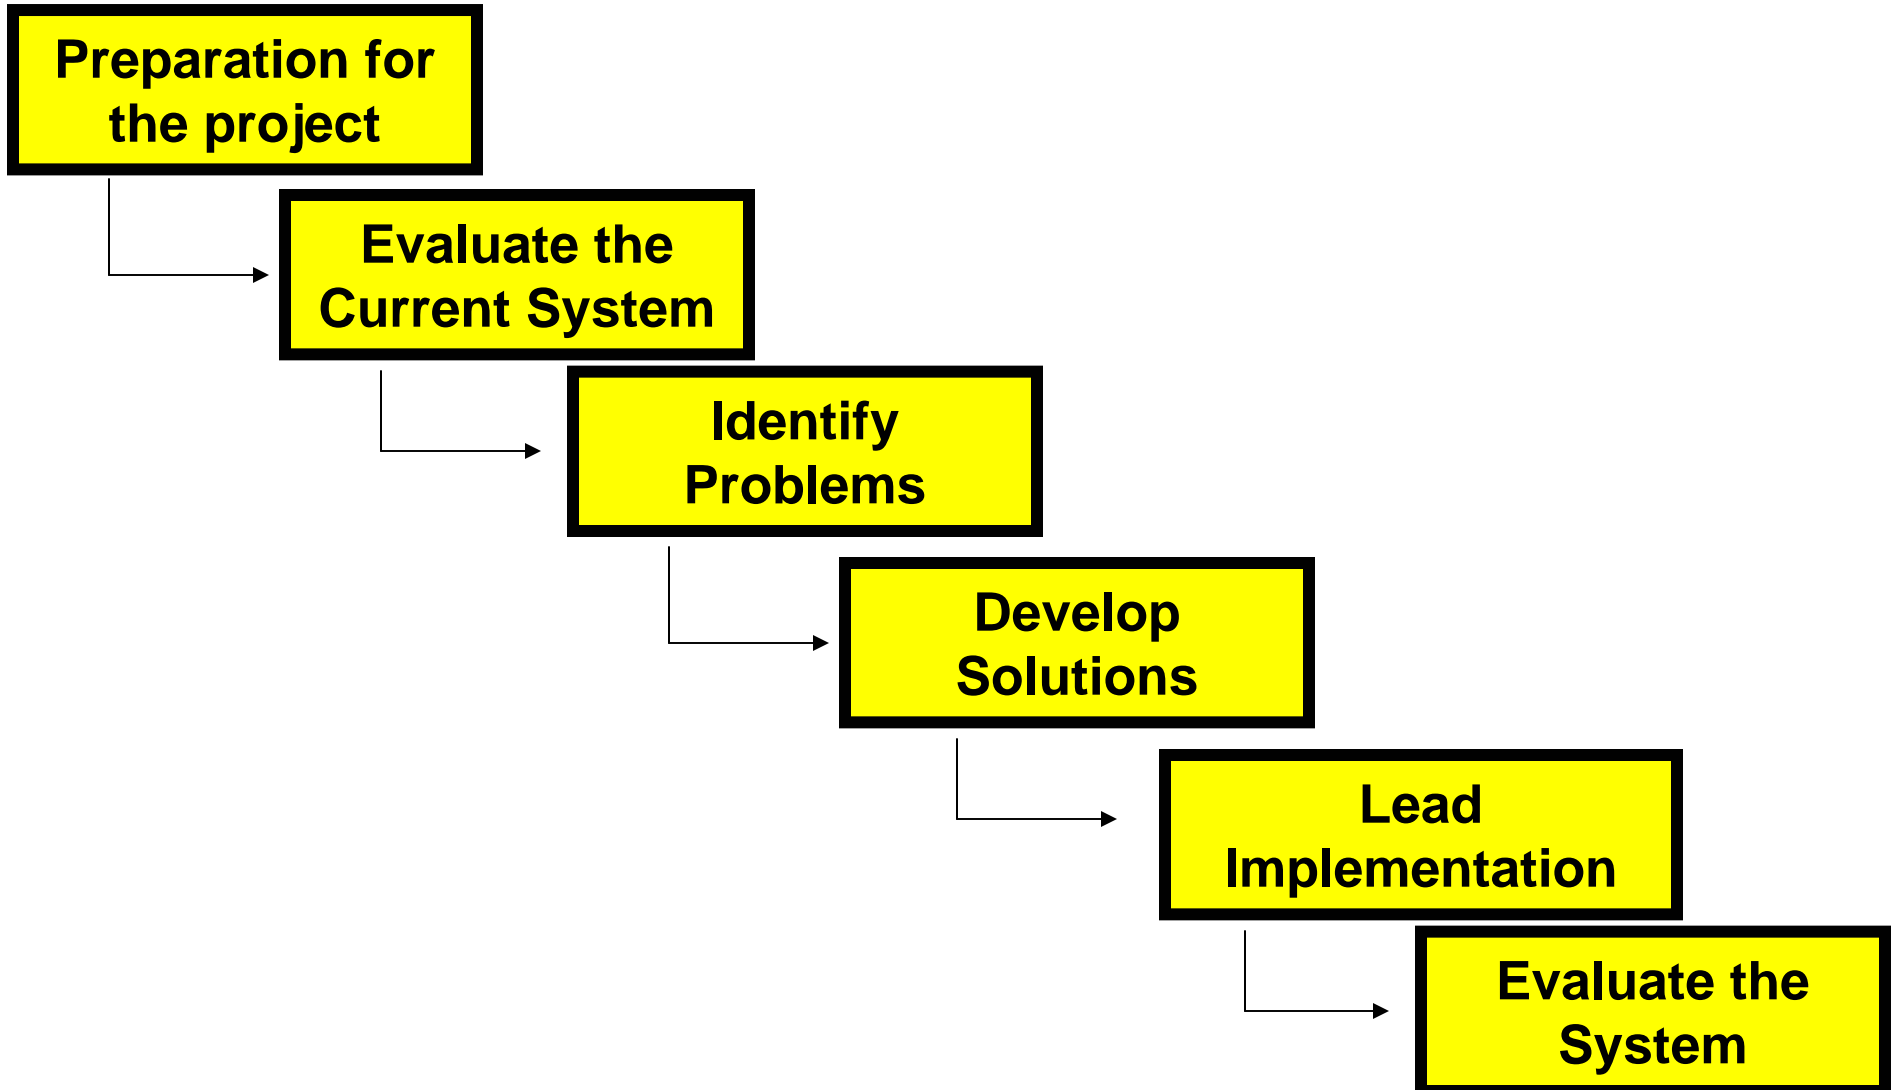 Preparation for
the project
Evaluate the
Current System
Identify
Problems
Develop
Solutions
Lead
Implementation
Evaluate the
System